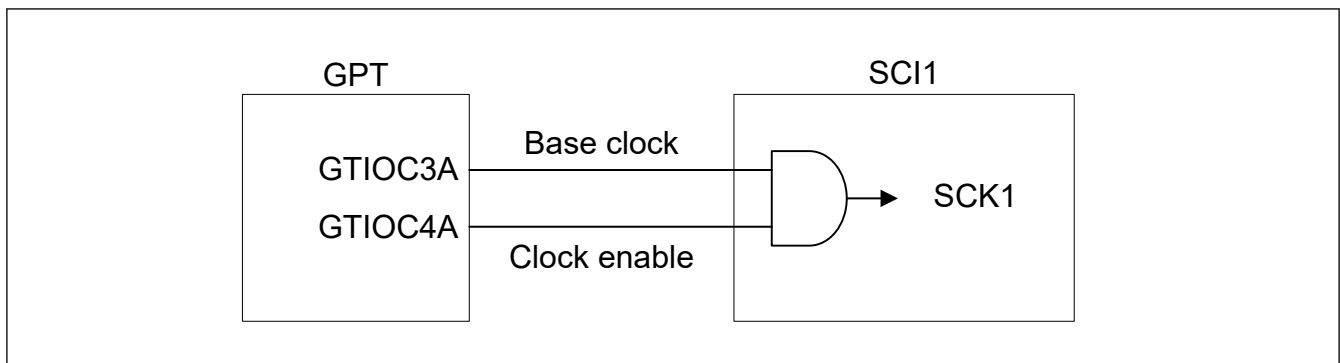 GPT
SCI1
GTIOC3A
Base clock
GTIOC4A
Clock enable
SCK1